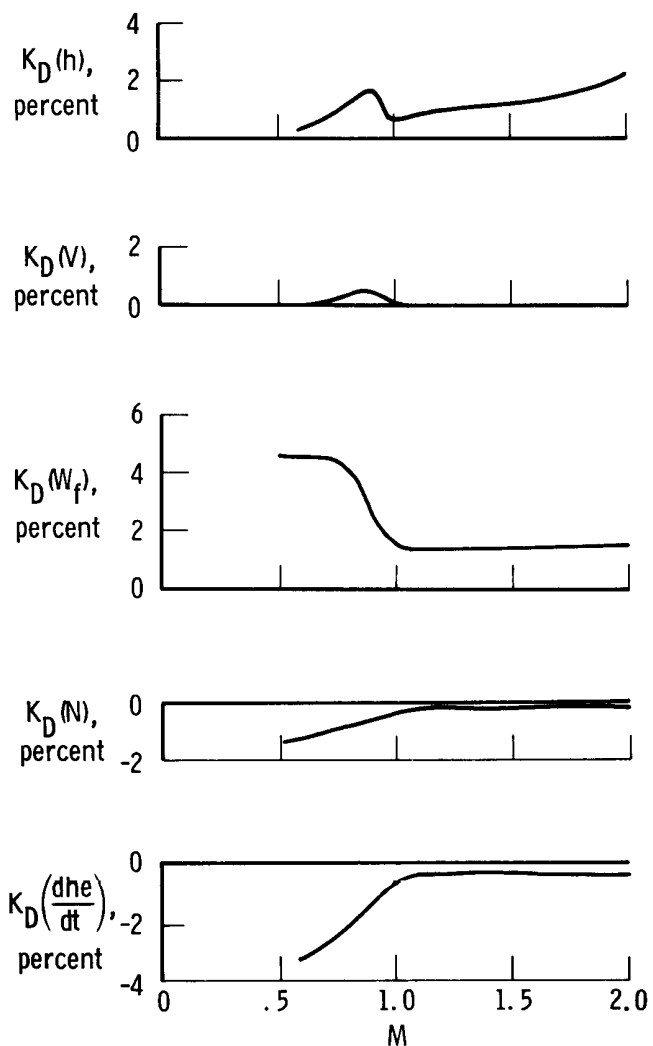 4
K_D(h),
2
percent
0
2
K_D(V),
percent
0
6
4
K_D(W_f),
percent
2
0
0
K_D(N),
percent
-2
0
K_D(dhe/dt),
-2
percent
-4
0 .5 1.0 1.5 2.0
M